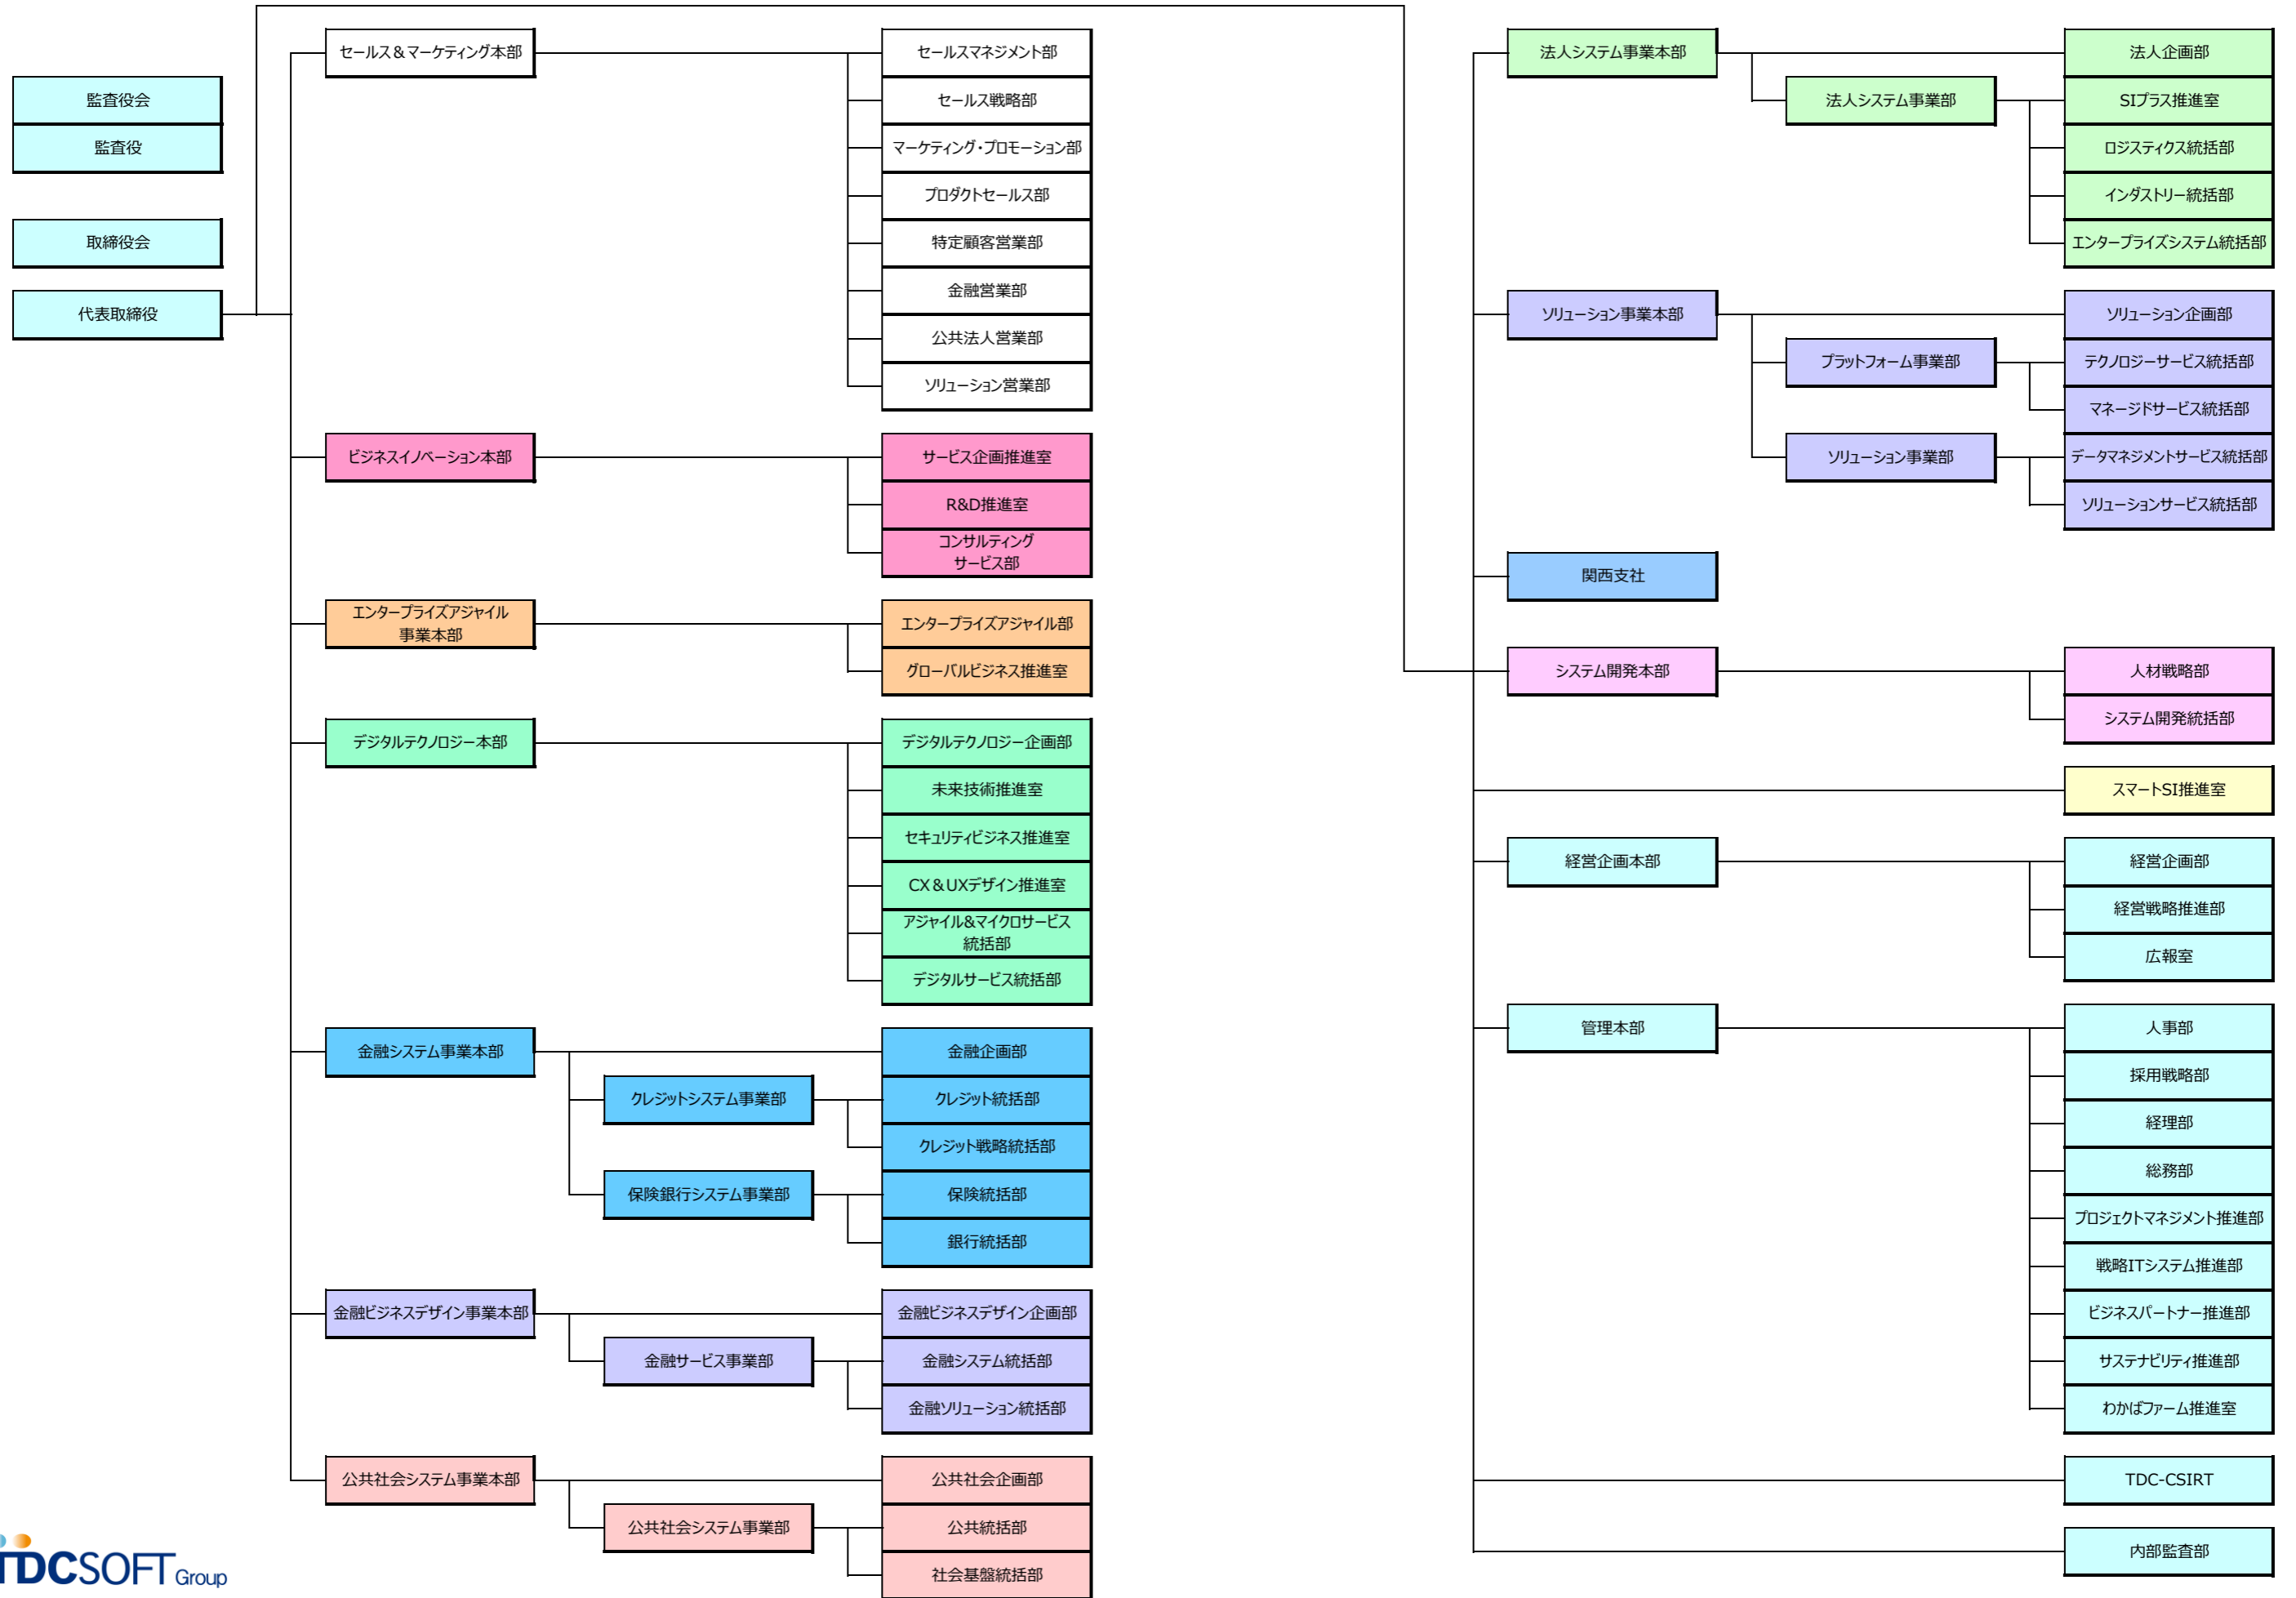 監査役会
監査役
取締役会
代表取締役
セールス＆マーケティング本部
セールスマネジメント部
セールス戦略部
マーケティング・プロモーション部
プロダクトセールス部
特定顧客営業部
金融営業部
公共法人営業部
ソリューション営業部
ビジネスイノベーション本部
サービス企画推進室
R&D推進室
コンサルティング
サービス部
エンタープライズアジャイル
事業本部
エンタープライズアジャイル部
グローバルビジネス推進室
デジタルテクノロジー本部
デジタルテクノロジー企画部
未来技術推進室
セキュリティビジネス推進室
CX＆UXデザイン推進室
アジャイル&マイクロサービス
統括部
デジタルサービス統括部
金融システム事業本部
金融企画部
クレジットシステム事業部
クレジット統括部
クレジット戦略統括部
保険銀行システム事業部
保険統括部
銀行統括部
金融ビジネスデザイン事業本部
金融ビジネスデザイン企画部
金融サービス事業部
金融システム統括部
金融ソリューション統括部
公共社会システム事業本部
公共社会企画部
公共社会システム事業部
公共統括部
社会基盤統括部
法人システム事業本部
法人企画部
法人システム事業部
SIプラス推進室
ロジスティクス統括部
インダストリー統括部
エンタープライズシステム統括部
ソリューション事業本部
ソリューション企画部
プラットフォーム事業部
テクノロジーサービス統括部
マネージドサービス統括部
ソリューション事業部
データマネジメントサービス統括部
ソリューションサービス統括部
関西支社
システム開発本部
人材戦略部
システム開発統括部
スマートSI推進室
経営企画本部
経営企画部
経営戦略推進部
広報室
管理本部
人事部
採用戦略部
経理部
総務部
プロジェクトマネジメント推進部
戦略ITシステム推進部
ビジネスパートナー推進部
サステナビリティ推進部
わかばファーム推進室
TDC-CSIRT
内部監査部
TDCSOFT Group